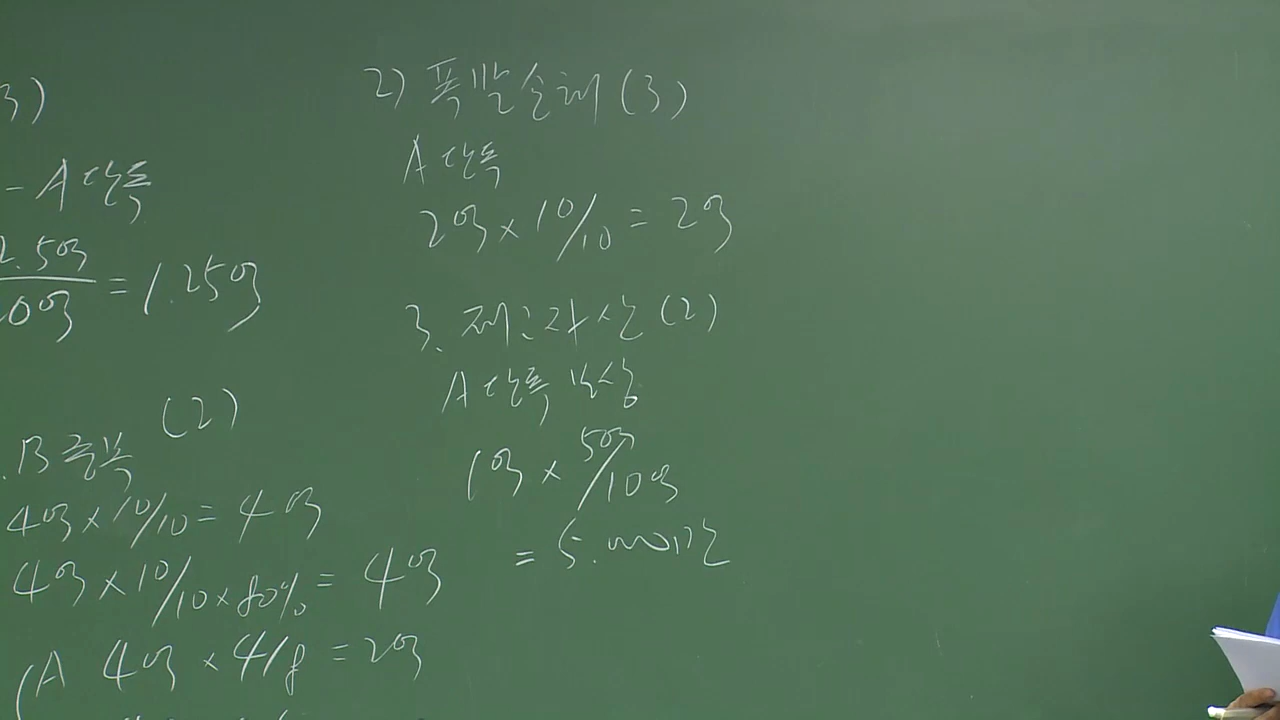 3)
- A 단독
2.5억
00억 = 1.25억
(2)
. B 중복
4억 × 10/10 = 4억
4억 × 10/10 × 80% = 4억
(A 4억 × 4/8 = 2억
2) 폭발손해 (3)
A 단독
2억 × 10/10 = 2억
3. 재고자산 (2)
A 단독 보상
1억 × 5억/10억
= 5.000만